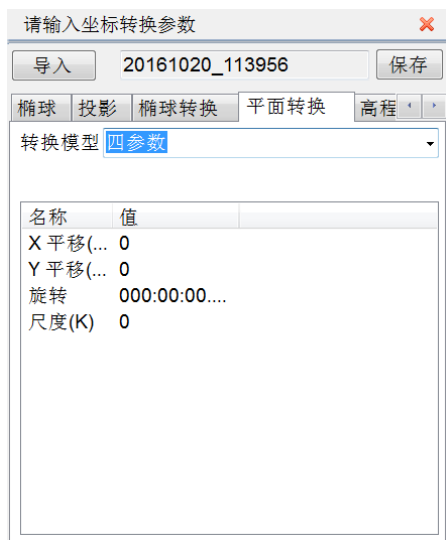 请输入坐标转换参数
导入 20161020_113956 保存
椭球 投影 椭球转换 平面转换 高程
转换模型 四参数
名称 值
X 平移(... 0
Y 平移(... 0
旋转 000:00:00....
尺度(K) 0